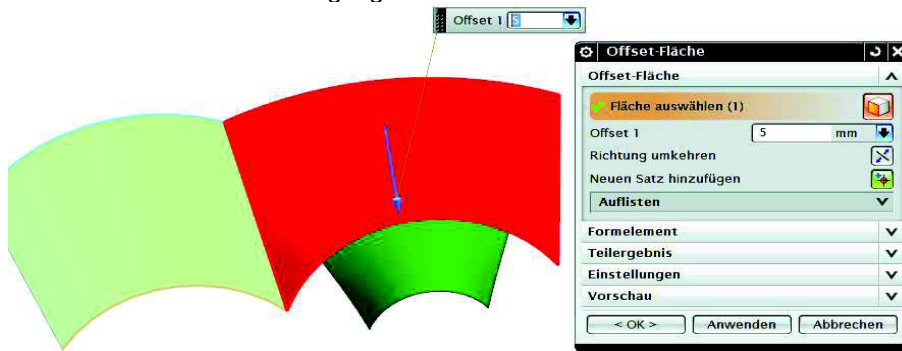 Offset 1 5
Offset-Fläche
Offset-Fläche
Fläche auswählen (1)
Offset 1 5 mm
Richtung umkehren
Neuen Satz hinzufügen
Auflisten
Formelement
Teilergebnis
Einstellungen
Vorschau
< OK > Anwenden Abbrechen